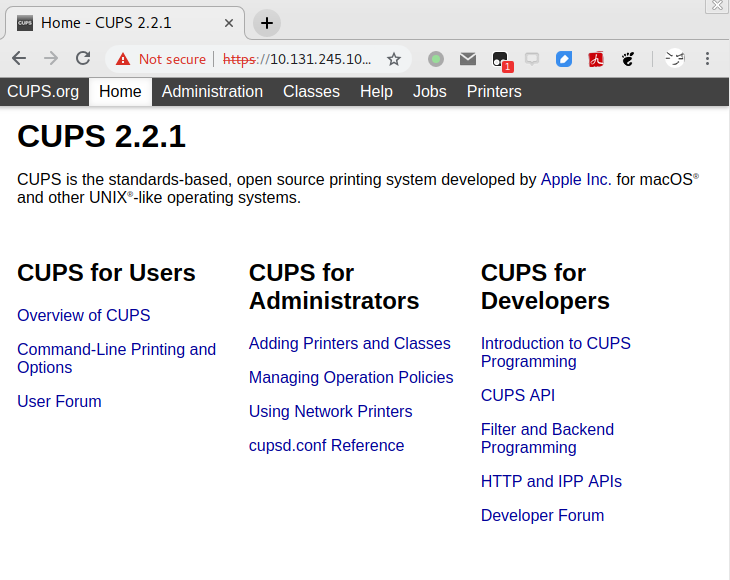 CUPS Home - CUPS 2.2.1
Not secure https://10.131.245.10...
1
CUPS.org Home Administration Classes Help Jobs Printers
CUPS 2.2.1
CUPS is the standards-based, open source printing system developed by Apple Inc. for macOS®
and other UNIX®-like operating systems.
CUPS for Users
Overview of CUPS
Command-Line Printing and
Options
User Forum
CUPS for
Administrators
Adding Printers and Classes
Managing Operation Policies
Using Network Printers
cupsd.conf Reference
CUPS for
Developers
Introduction to CUPS
Programming
CUPS API
Filter and Backend
Programming
HTTP and IPP APIs
Developer Forum